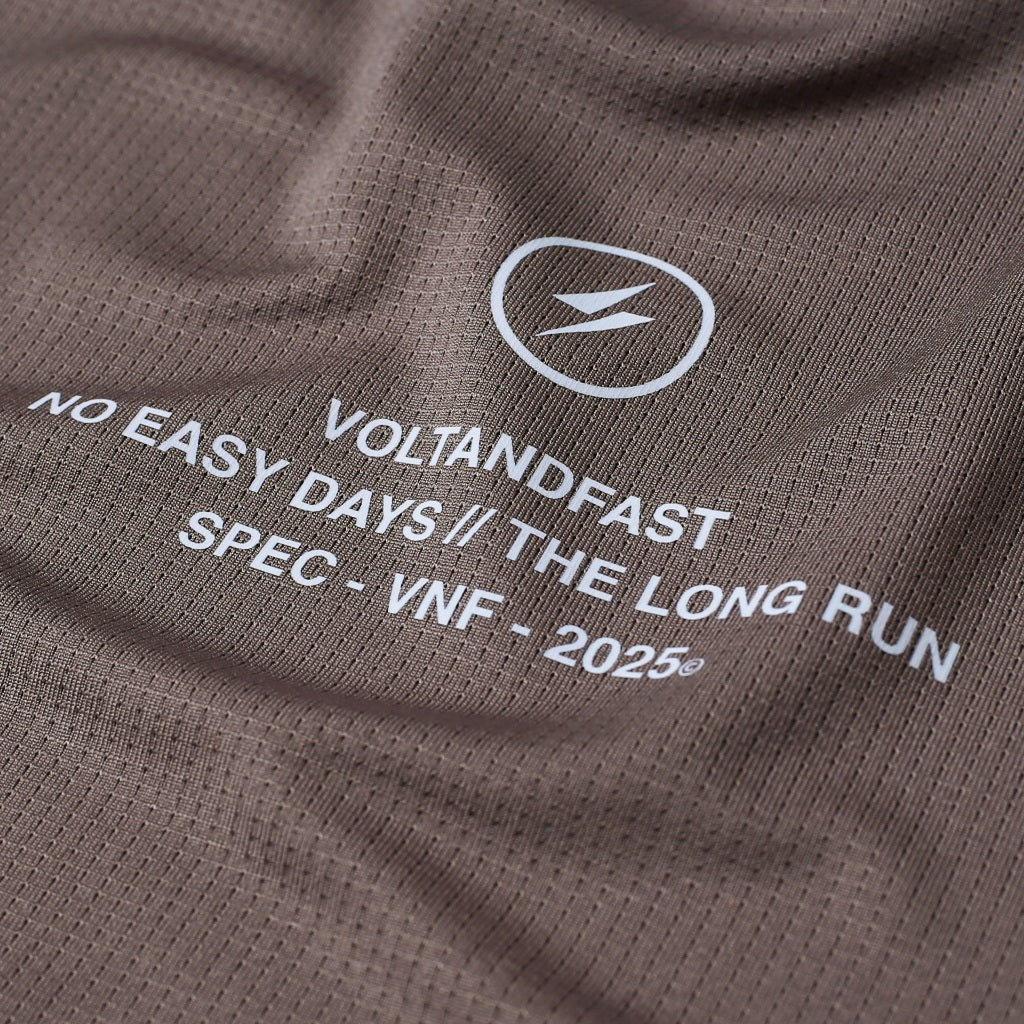 VOLTANDFAST
NO EASY DAYS // THE LONG RUN
SPEC - VNF - 2025©